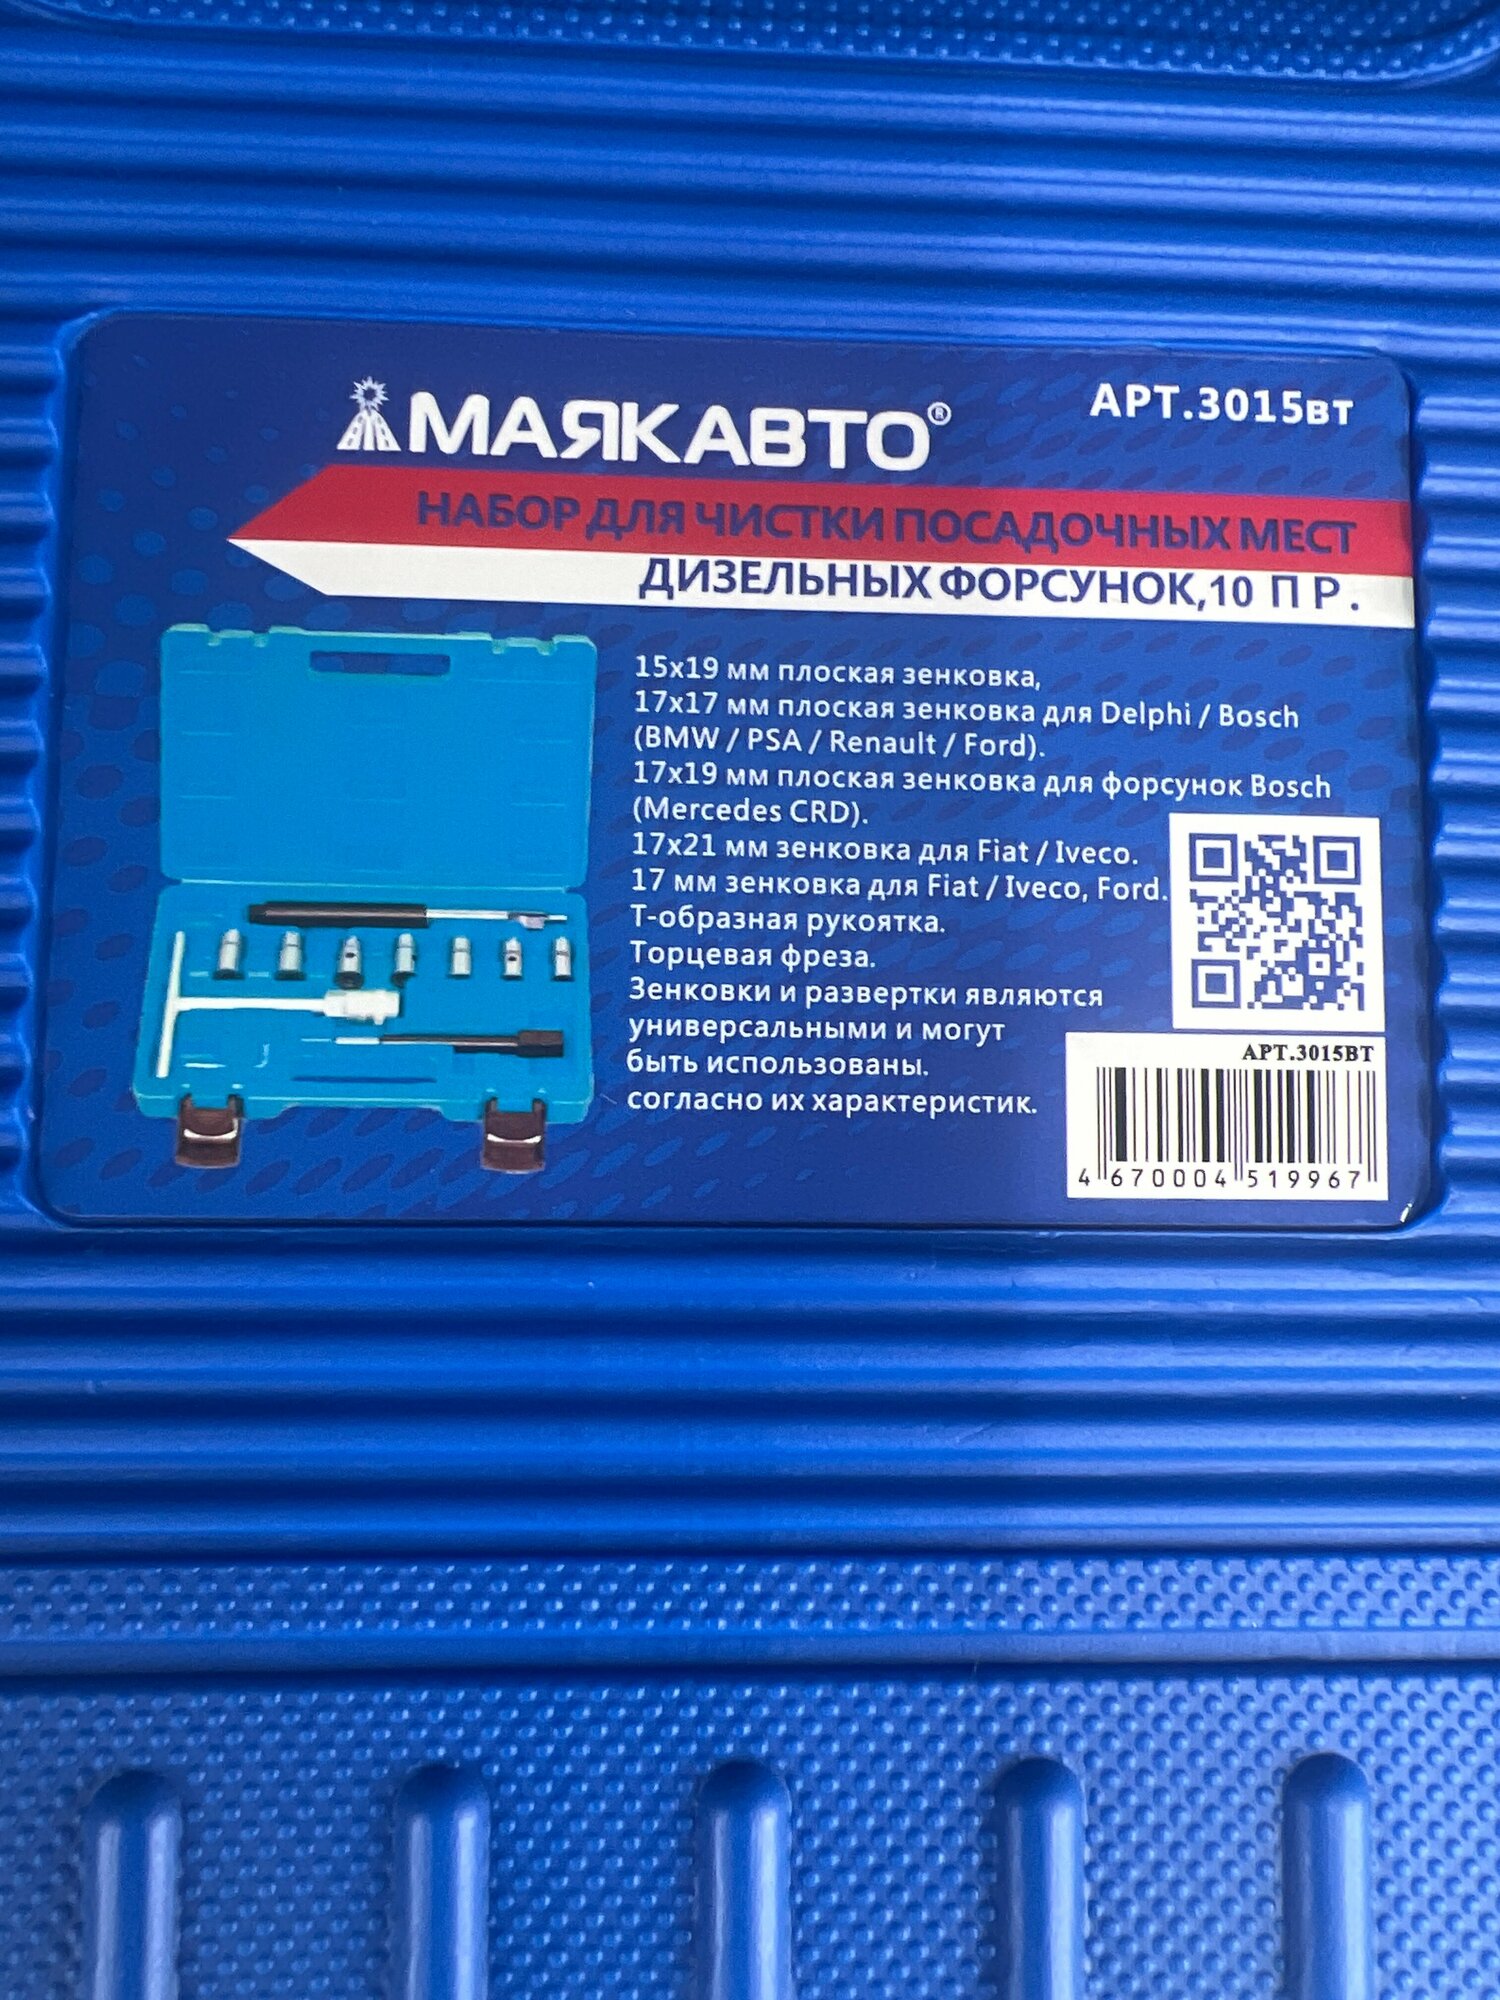 МАЯКАВТО®
АРТ.3015вт
НАБОР ДЛЯ ЧИСТКИ ПОСАДОЧНЫХ МЕСТ
ДИЗЕЛЬНЫХ ФОРСУНОК,10 П Р .
15х19 мм плоская зенковка,
17х17 мм плоская зенковка для Delphi / Bosch
(BMW / PSA / Renault / Ford).
17х19 мм плоская зенковка для форсунок Bosch
(Mercedes CRD).
17х21 мм зенковка для Fiat / Iveco.
17 мм зенковка для Fiat / Iveco, Ford.
Т-образная рукоятка.
Торцевая фреза.
Зенковки и развертки являются
универсальными и могут
быть использованы.
согласно их характеристик.
АРТ.3015ВТ
4 670004 519967